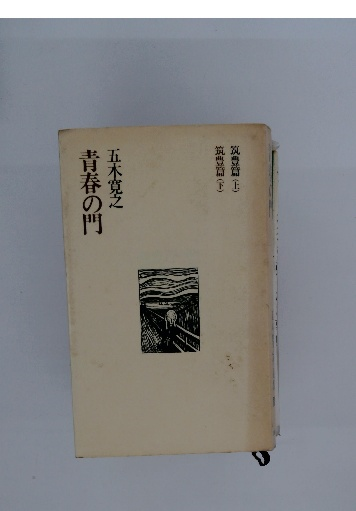 筑豊篇(上)
筑豊篇(下)
五木寛之
青春の門